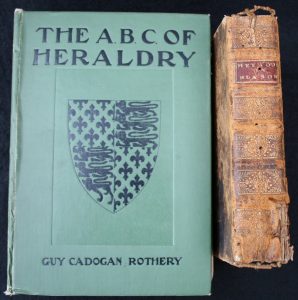 THE A.B.C. OF
HERALDRY
GUY CADOGAN ROTHERY